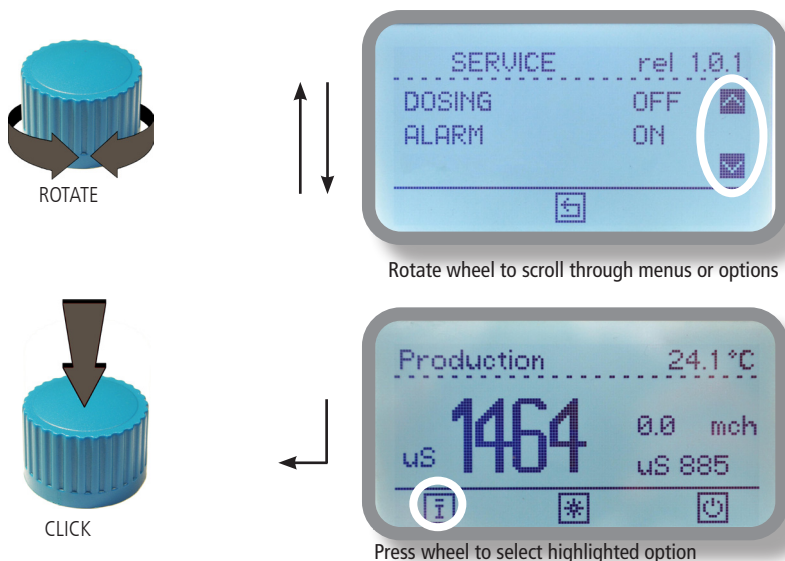 SERVICE rel 1.0.1
DOSING OFF
ALARM ON
ROTATE
Rotate wheel to scroll through menus or options
Production 24.1 °C
uS 1464 0.0 mch
uS 885
CLICK
Press wheel to select highlighted option